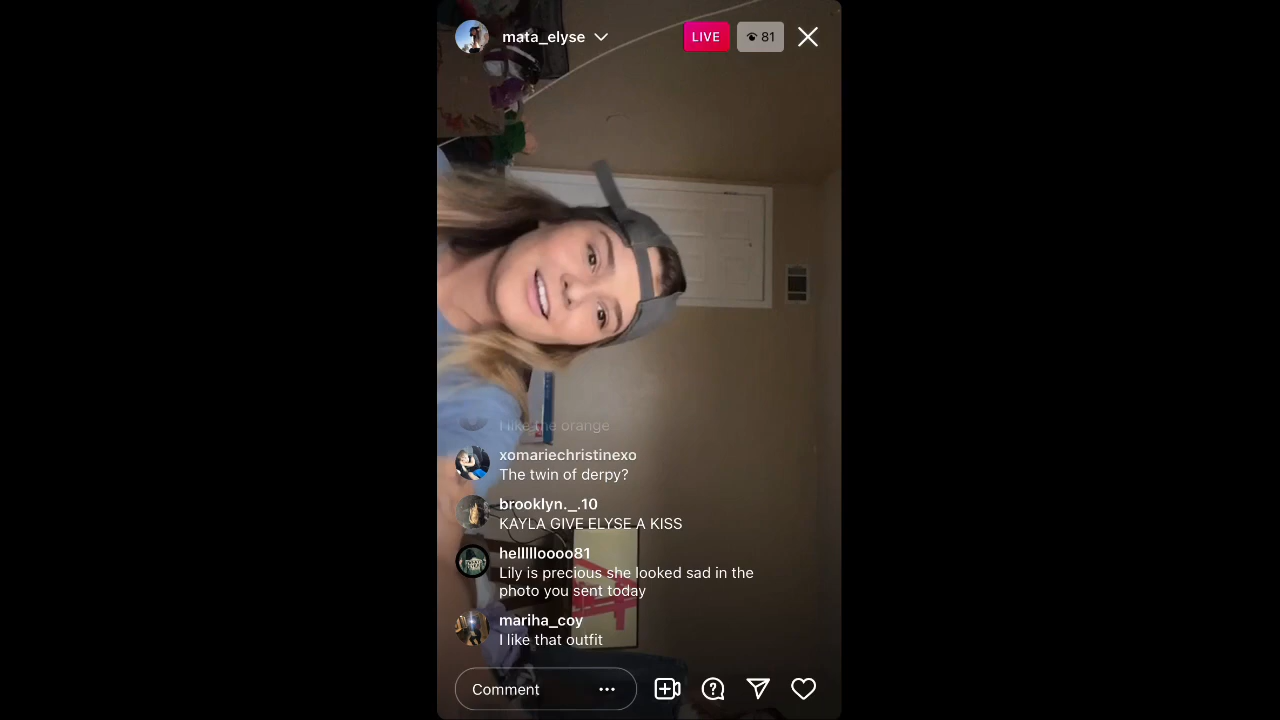 mata_elyse
LIVE
81
I like the orange
xomariechristinexo
The twin of derpy?
brooklyn._.10
KAYLA GIVE ELYSE A KISS
hellllloooo81
Lily is precious she looked sad in the
photo you sent today
mariha_coy
I like that outfit
Comment